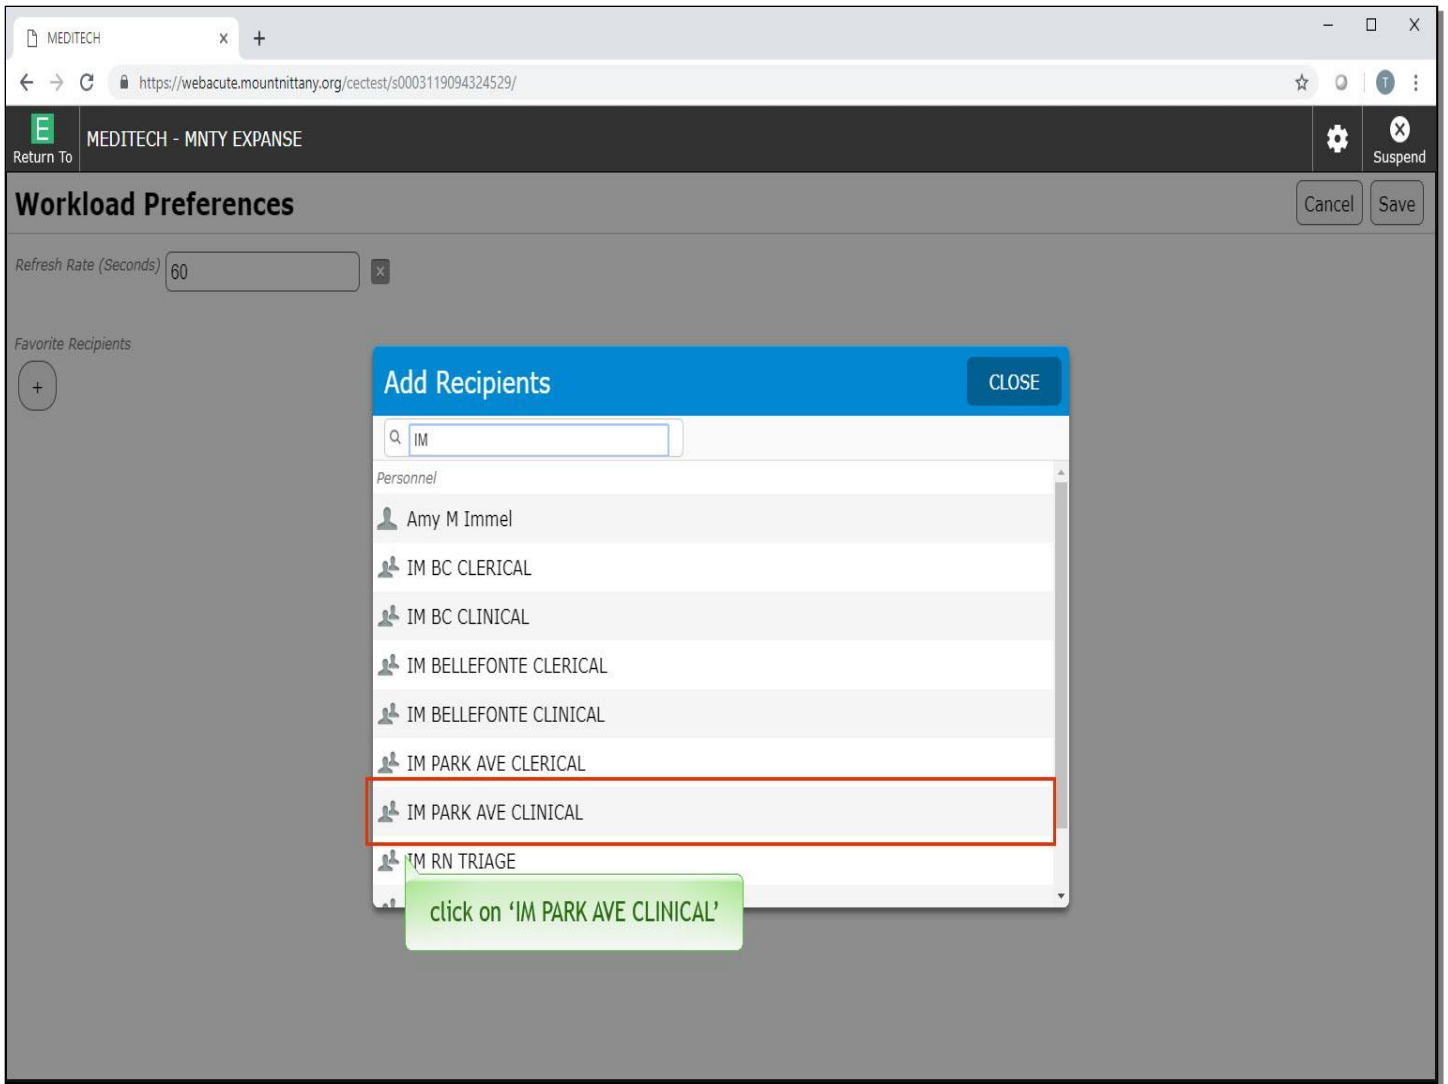 MEDITECH
https://webacute.mountnittany.org/cectest/s0003119094324529/
T
E
Return To
MEDITECH - MNTY EXPANSE
Suspend
Workload Preferences
Cancel
Save
Refresh Rate (Seconds)
60
Favorite Recipients
+
Add Recipients
CLOSE
IM
Personnel
Amy M Immel
IM BC CLERICAL
IM BC CLINICAL
IM BELLEFONTE CLERICAL
IM BELLEFONTE CLINICAL
IM PARK AVE CLERICAL
IM PARK AVE CLINICAL
IM RN TRIAGE
click on ‘IM PARK AVE CLINICAL’